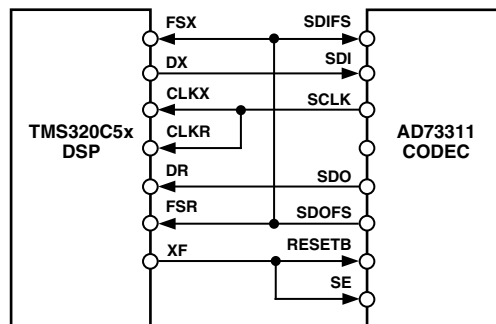 FSX SDIFS
DX SDI
CLKX SCLK
TMS320C5x
DSP
CLKR
AD73311
CODEC
DR SDO
FSR SDOFS
XF RESETB
SE